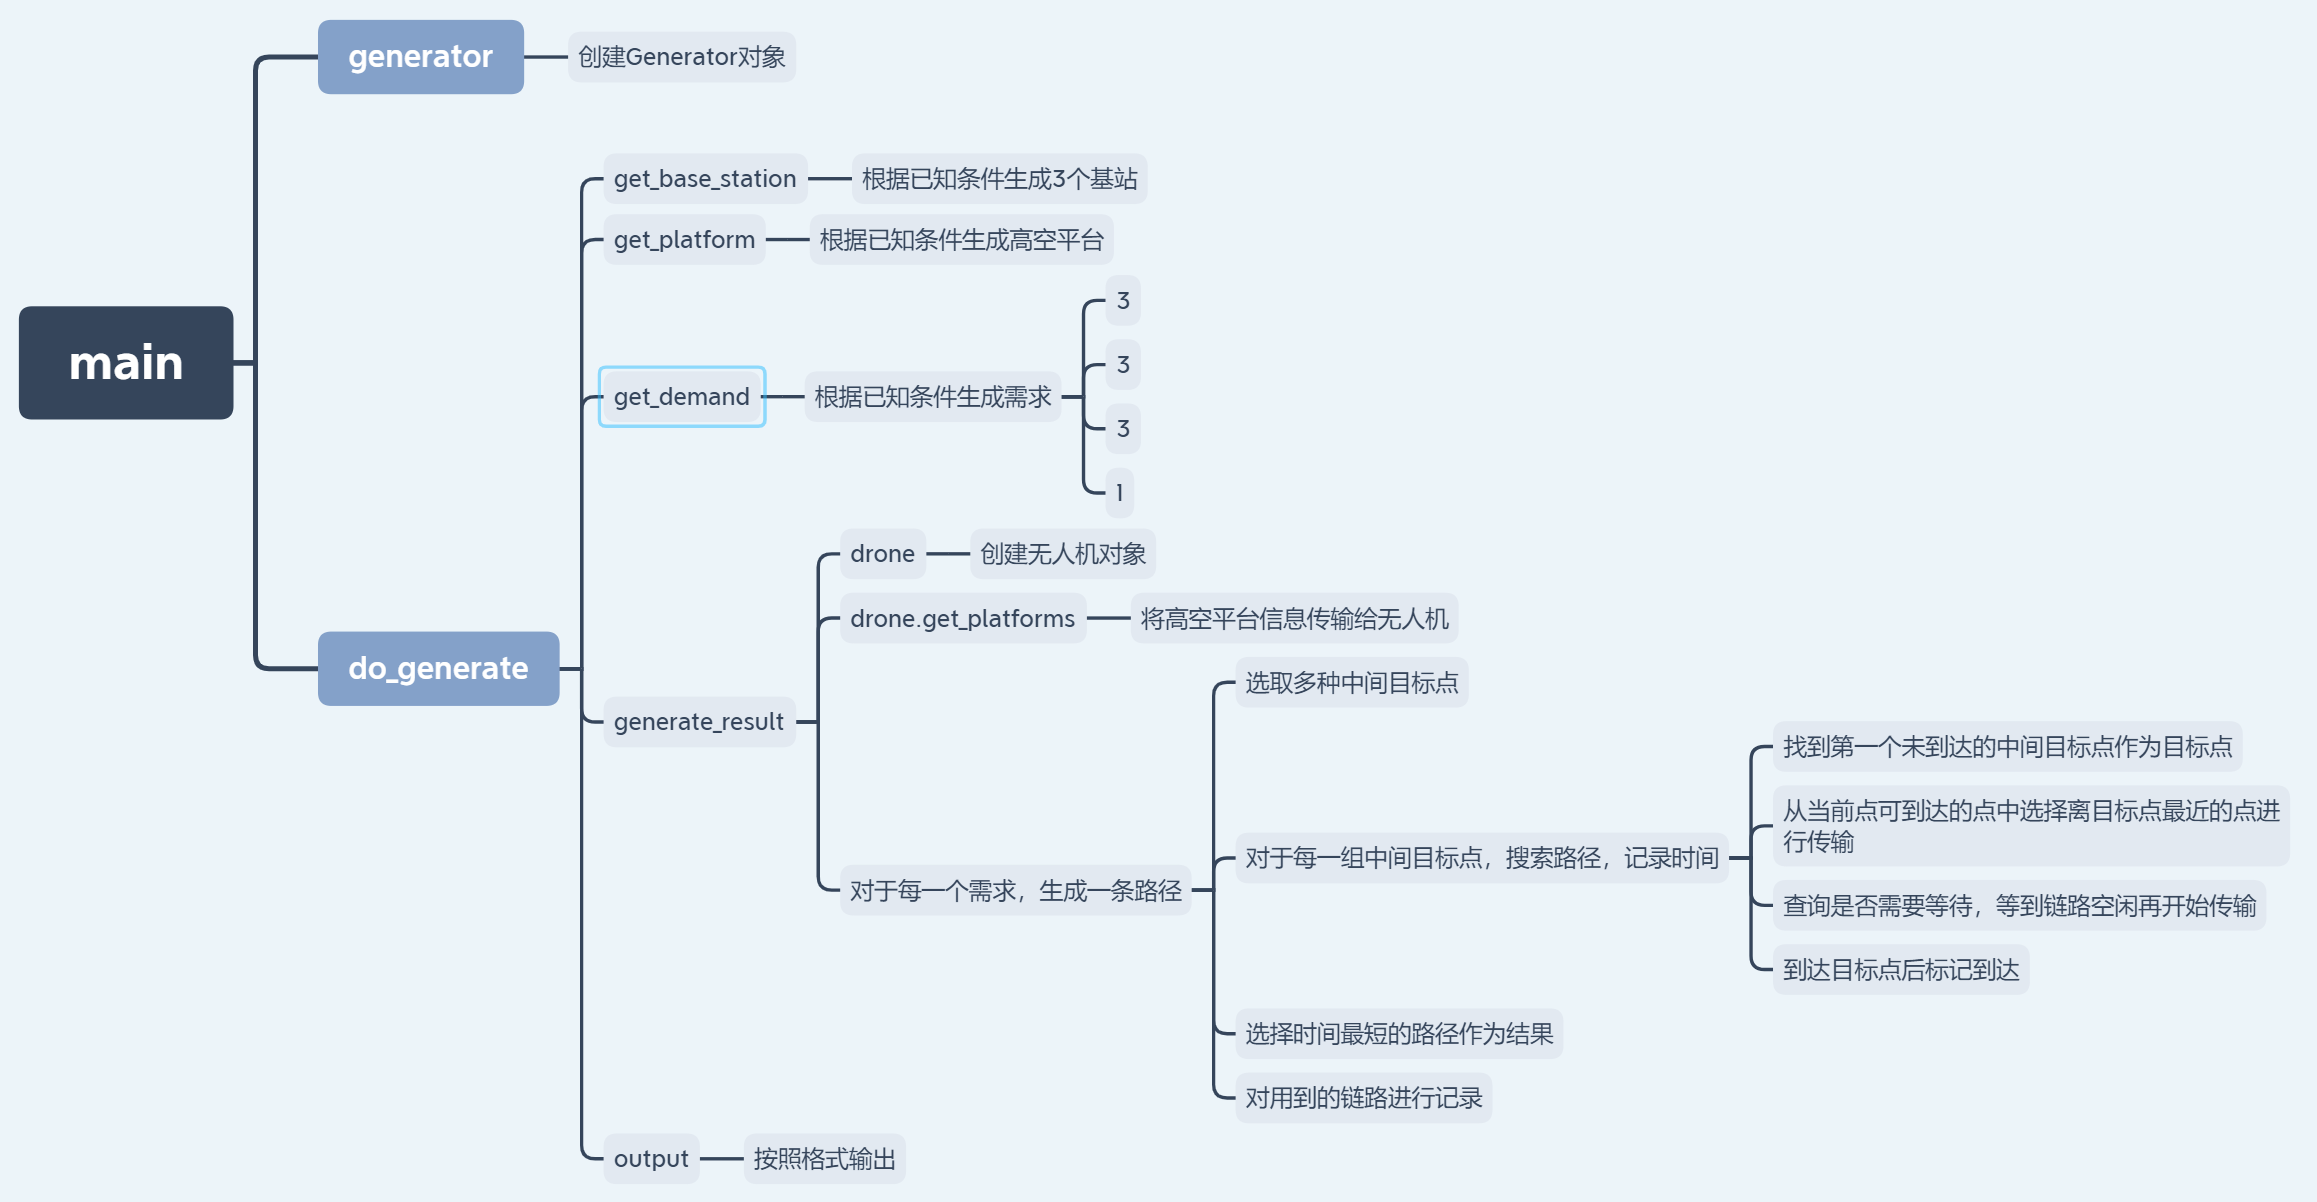 generator
创建Generator对象
get_base_station
根据已知条件生成3个基站
get_platform
根据已知条件生成高空平台
3
3
main
get_demand
根据已知条件生成需求
3
1
drone
创建无人机对象
drone.get_platforms
将高空平台信息传输给无人机
do_generate
选取多种中间目标点
generate_result
找到第一个未到达的中间目标点作为目标点
从当前点可到达的点中选择离目标点最近的点进
行传输
对于每一组中间目标点，搜索路径，记录时间
对于每一个需求，生成一条路径
查询是否需要等待，等到链路空闲再开始传输
到达目标点后标记到达
选择时间最短的路径作为结果
对用到的链路进行记录
output
按照格式输出